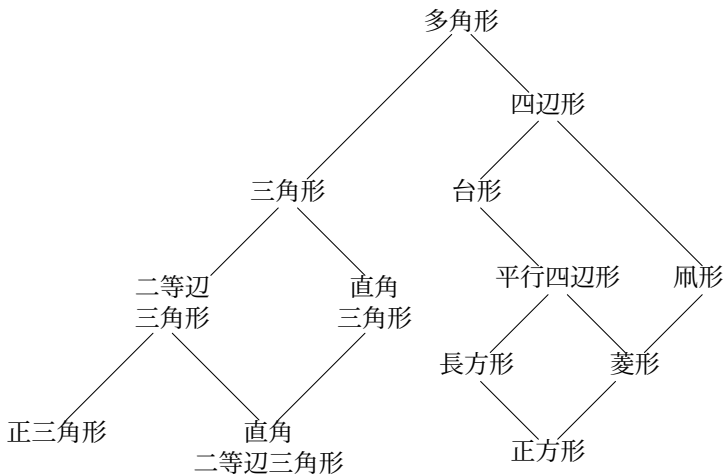 多角形
四辺形
三角形
台形
二等辺
三角形
直角
三角形
平行四辺形
凧形
長方形
菱形
正三角形
直角
二等辺三角形
正方形